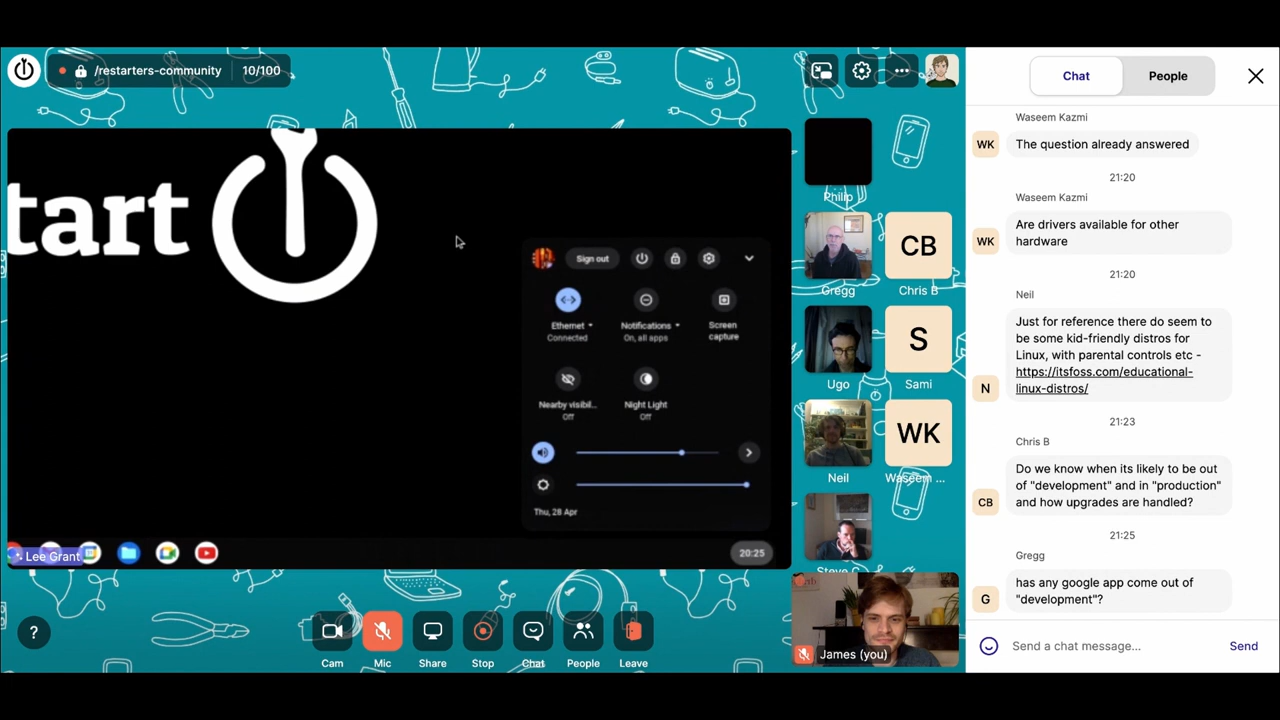 /restarters-community
10/100
tart
Sign out
Ethernet
Connected
Notifications
On, all apps
Screen
capture
Nearby visibil...
Off
Night Light
Off
Thu, 28 Apr
Lee Grant
20:25
Philip
Gregg
Chris B
CB
Ugo
Sami
S
Neil
Waseem ...
WK
Steve C
James (you)
?
Cam
Mic
Share
Stop
Chat
People
Leave
Chat
People
Waseem Kazmi
WK
The question already answered
21:20
Waseem Kazmi
WK
Are drivers available for other
hardware
21:20
Neil
N
Just for reference there do seem to
be some kid-friendly distros for
Linux, with parental controls etc -
https://itsfoss.com/educational-
linux-distros/
21:23
Chris B
CB
Do we know when its likely to be out
of "development" and in "production"
and how upgrades are handled?
21:25
Gregg
G
has any google app come out of
"development"?
Send a chat message...
Send